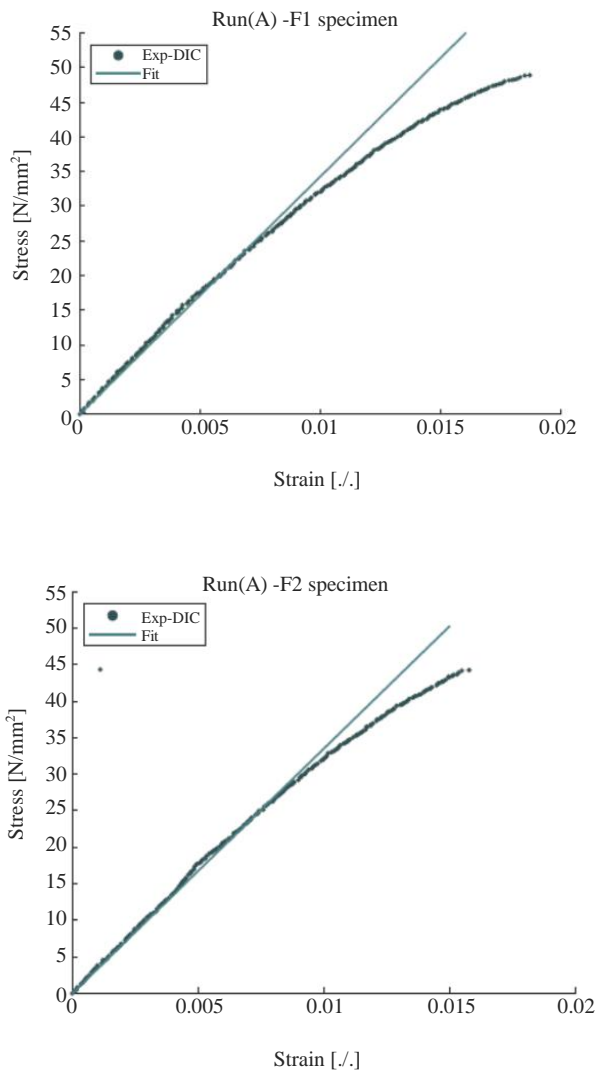 Run(A) -F1 specimen
55
50
45
40
35
30
25
20
15
10
5
0
Stress [N/mm²]
Exp-DIC
Fit
0 0.005 0.01 0.015 0.02
Strain [./.]
Run(A) -F2 specimen
55
50
45
40
35
30
25
20
15
10
5
0
Stress [N/mm²]
Exp-DIC
Fit
0 0.005 0.01 0.015 0.02
Strain [./.]